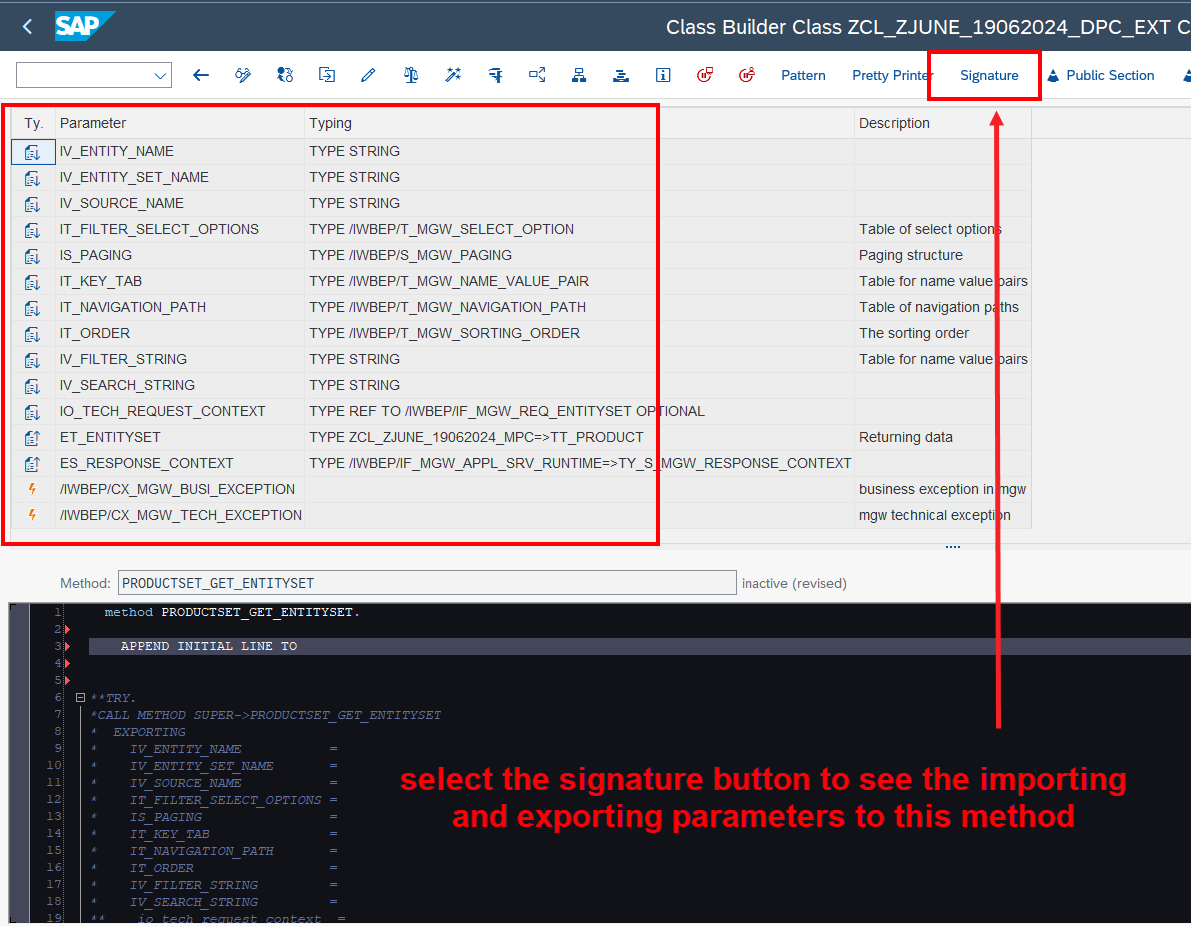 SAP Class Builder Class ZCL_ZJUNE_19062024_DPC_EXT C
Pattern Pretty Printer Signature Public Section
Ty. Parameter Typing Description
IV_ENTITY_NAME TYPE STRING
IV_ENTITY_SET_NAME TYPE STRING
IV_SOURCE_NAME TYPE STRING
IT_FILTER_SELECT_OPTIONS TYPE /IWBEP/T_MGW_SELECT_OPTION Table of select options
IS_PAGING TYPE /IWBEP/S_MGW_PAGING Paging structure
IT_KEY_TAB TYPE /IWBEP/T_MGW_NAME_VALUE_PAIR Table for name value pairs
IT_NAVIGATION_PATH TYPE /IWBEP/T_MGW_NAVIGATION_PATH Table of navigation paths
IT_ORDER TYPE /IWBEP/T_MGW_SORTING_ORDER The sorting order
IV_FILTER_STRING TYPE STRING Table for name value pairs
IV_SEARCH_STRING TYPE STRING
IO_TECH_REQUEST_CONTEXT TYPE REF TO /IWBEP/IF_MGW_REQ_ENTITYSET OPTIONAL
ET_ENTITYSET TYPE ZCL_ZJUNE_19062024_MPC=>TT_PRODUCT Returning data
ES_RESPONSE_CONTEXT TYPE /IWBEP/IF_MGW_APPL_SRV_RUNTIME=>TY_S_MGW_RESPONSE_CONTEXT
/IWBEP/CX_MGW_BUSI_EXCEPTION business exception in mgw
/IWBEP/CX_MGW_TECH_EXCEPTION mgw technical exception
Method: PRODUCTSET_GET_ENTITYSET inactive (revised)
1 method PRODUCTSET_GET_ENTITYSET.
2
3 APPEND INITIAL LINE TO
4
5
6 **TRY.
7 *CALL METHOD SUPER->PRODUCTSET_GET_ENTITYSET
8 * EXPORTING
9 * IV_ENTITY_NAME =
10 * IV_ENTITY_SET_NAME =
11 * IV_SOURCE_NAME =
12 * IT_FILTER_SELECT_OPTIONS =
13 * IS_PAGING =
14 * IT_KEY_TAB =
15 * IT_NAVIGATION_PATH =
16 * IT_ORDER =
17 * IV_FILTER_STRING =
18 * IV_SEARCH_STRING =
19 ** io_tech_request_context =
select the signature button to see the importing
and exporting parameters to this method